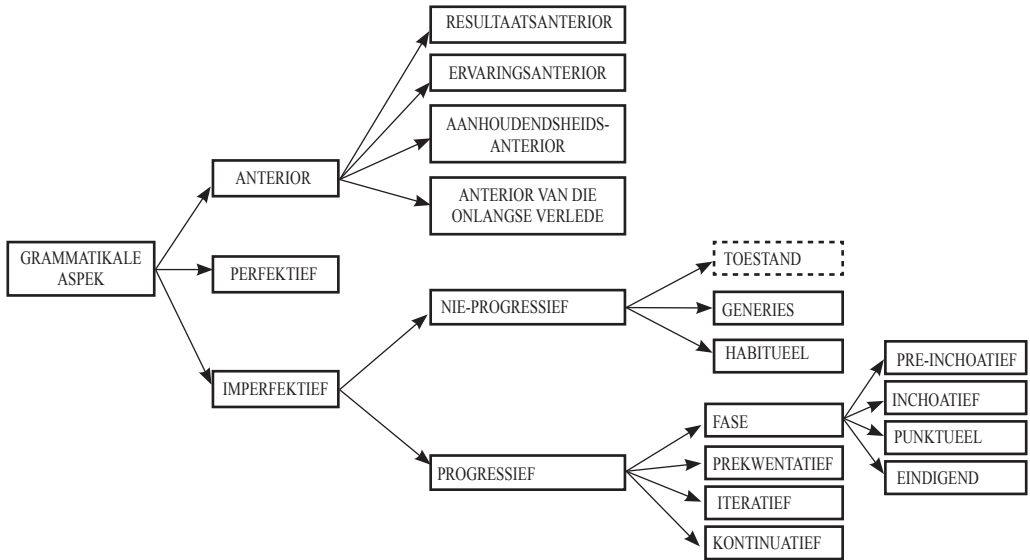 RESULTAATSANTERIOR
ERVARINGSANTERIOR
AANHOUDENDSHEIDS-
ANTERIOR
ANTERIOR VAN DIE
ONLANGSE VERLEDE
ANTERIOR
GRAMMATIKALE
ASPEK
PERFEKTIEF
IMPERFEKTIEF
NIE-PROGRESSIEF
TOESTAND
GENERIES
HABITUEEL
PROGRESSIEF
FASE
PREKWENTATIEF
ITERATIEF
KONTINUATIEF
PRE-INCHOATIEF
INCHOATIEF
PUNKTUEEL
EINDIGEND